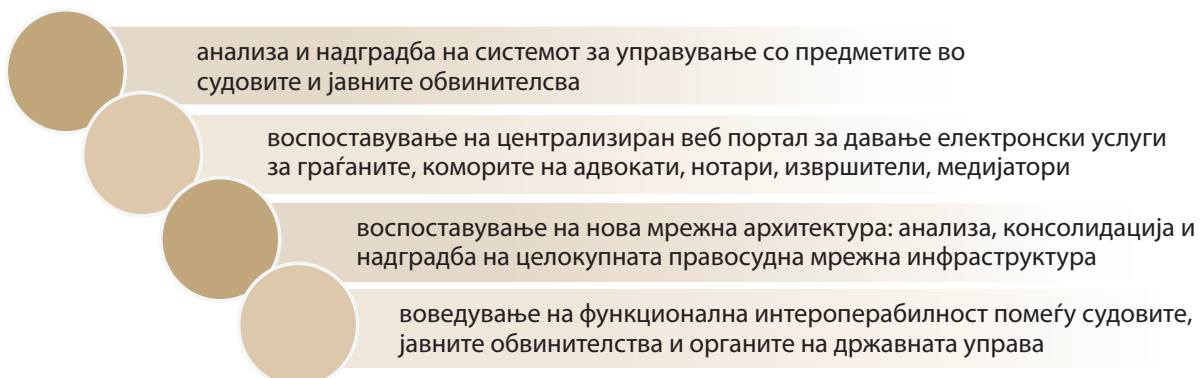 анализа и надградба на системот за управување со предметите во
судовите и јавните обвинителсва
воспоставување на централизиран веб портал за давање електронски услуги
за граѓаните, коморите на адвокати, нотари, извршители, медијатори
воспоставување на нова мрежна архитектура: анализа, консолидација и
надградба на целокупната правосудна мрежна инфраструктура
воведување на функционална интероперабилност помеѓу судовите,
јавните обвинителства и органите на државната управа